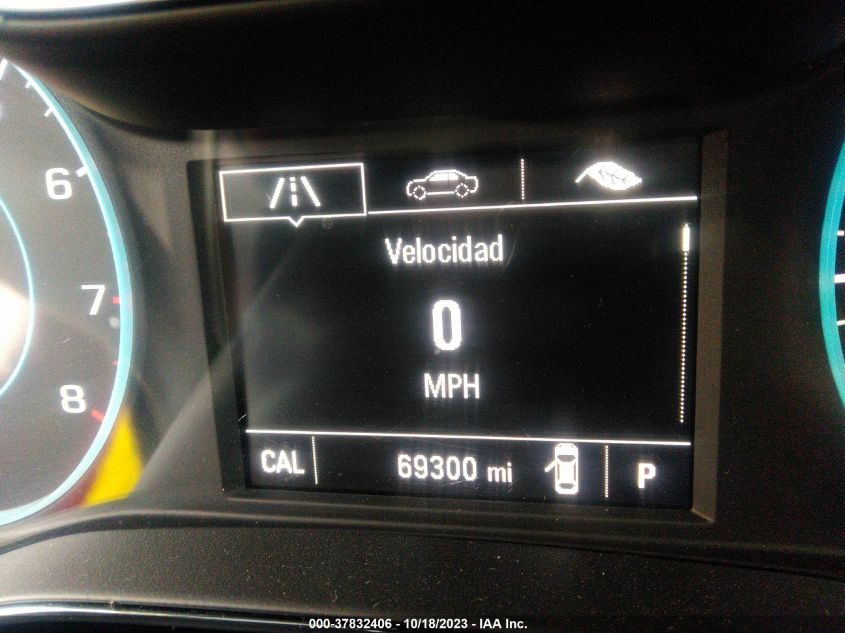 6
7
8
Velocidad
0
MPH
CAL 69300 mi P
000-37832406 - 10/18/2023 - IAA Inc.